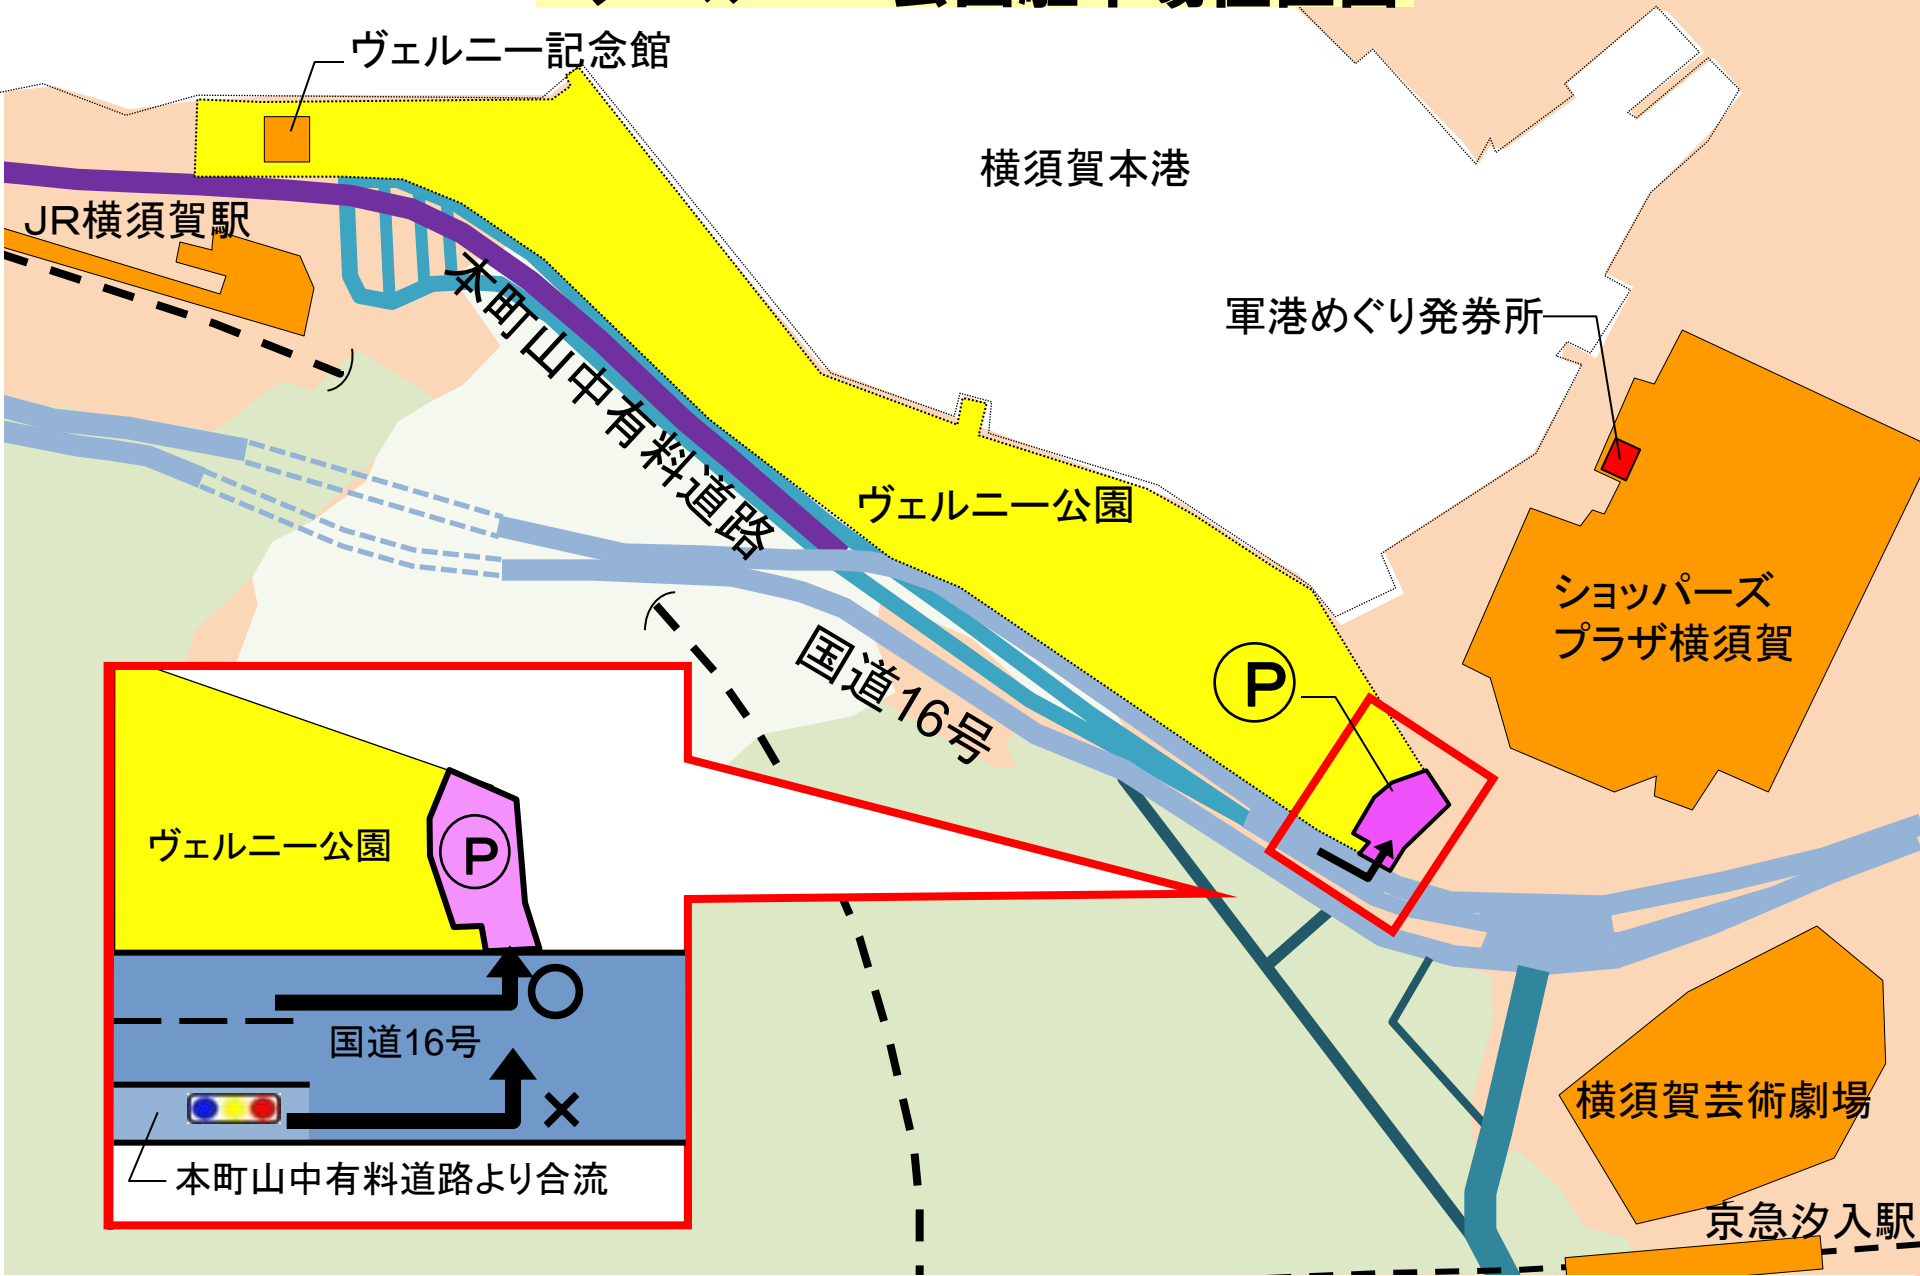 ヴェルニー記念館
横須賀本港
JR横須賀駅
本町山中有料道路
軍港めぐり発券所
ヴェルニー公園
ショッパーズ
プラザ横須賀
P
国道16号
ヴェルニー公園
P
国道16号
本町山中有料道路より合流
横須賀芸術劇場
京急汐入駅